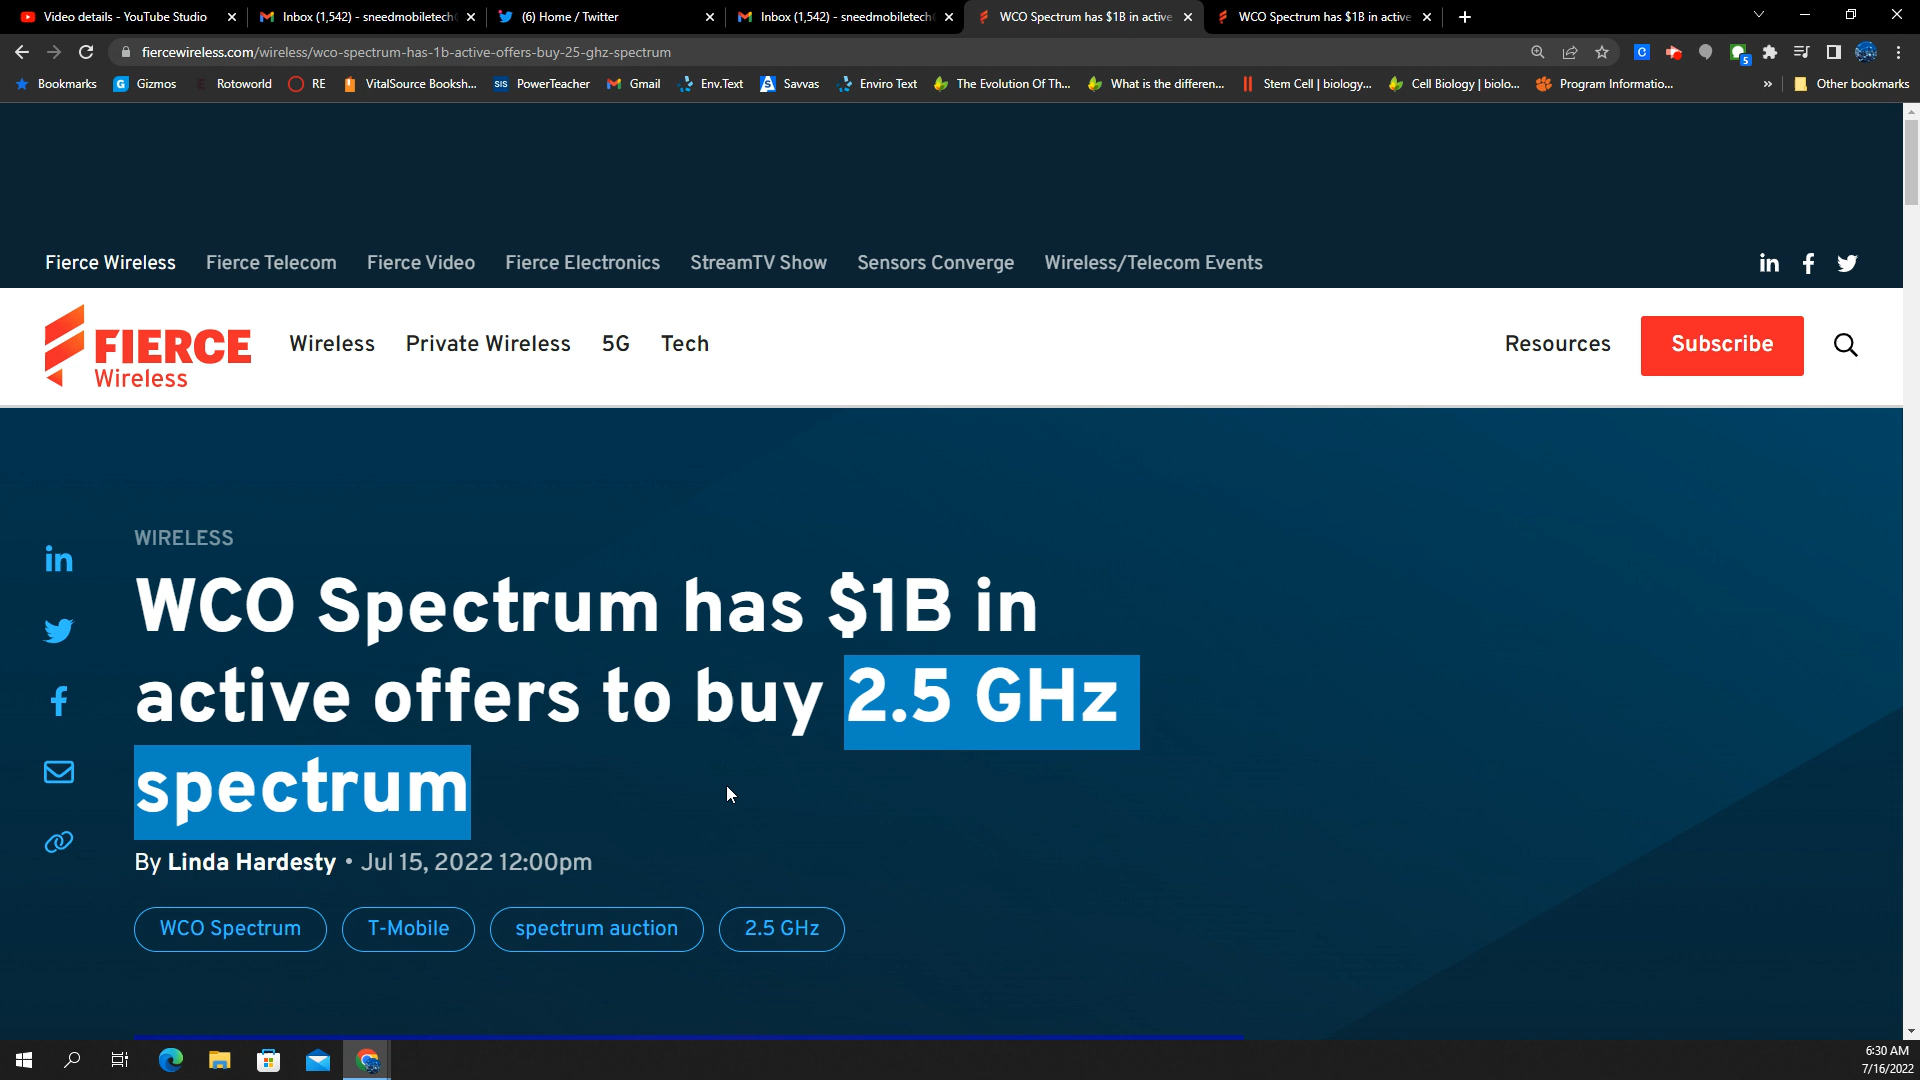 Video details - YouTube Studio
Inbox (1,542) - sneedmobiletech
(6) Home / Twitter
Inbox (1,542) - sneedmobiletech
WCO Spectrum has $1B in active
WCO Spectrum has $1B in active
fiercewireless.com/wireless/wco-spectrum-has-1b-active-offers-buy-25-ghz-spectrum
Bookmarks
Gizmos
Rotoworld
RE
VitalSource Booksh...
PowerTeacher
Gmail
Env.Text
Savvas
Enviro Text
The Evolution Of Th...
What is the differen...
Stem Cell | biology...
Cell Biology | biolo...
Program Informatio...
Other bookmarks
Fierce Wireless
Fierce Telecom
Fierce Video
Fierce Electronics
StreamTV Show
Sensors Converge
Wireless/Telecom Events
FIERCE
Wireless
Wireless
Private Wireless
5G
Tech
Resources
Subscribe
WIRELESS
WCO Spectrum has $1B in
active offers to buy 2.5 GHz
spectrum
By Linda Hardesty • Jul 15, 2022 12:00pm
WCO Spectrum
T-Mobile
spectrum auction
2.5 GHz
6:30 AM
7/16/2022